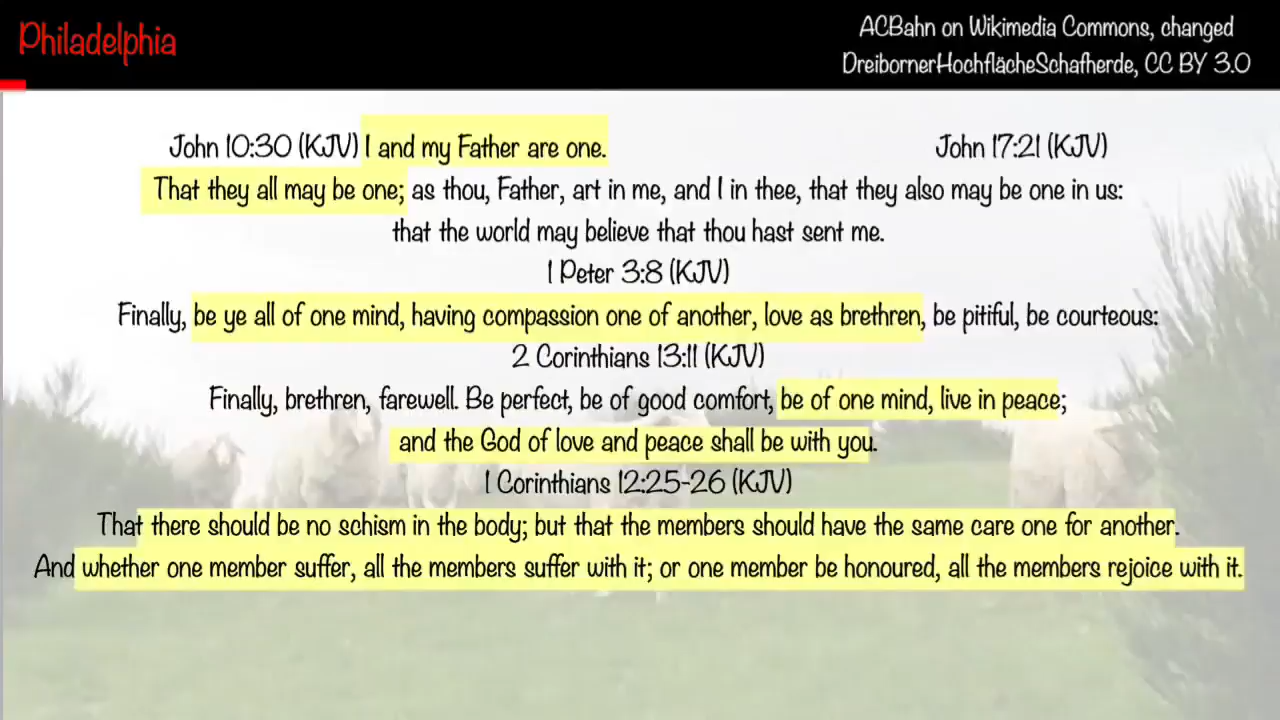 Philadelphia
ACBahn on Wikimedia Commons, changed
DreibornerHochflächeSchafherde, CC BY 3.0
John 10:30 (KJV) I and my Father are one. John 17:21 (KJV)
That they all may be one; as thou, Father, art in me, and I in thee, that they also may be one in us:
that the world may believe that thou hast sent me.
1 Peter 3:8 (KJV)
Finally, be ye all of one mind, having compassion one of another, love as brethren, be pitiful, be courteous:
2 Corinthians 13:11 (KJV)
Finally, brethren, farewell. Be perfect, be of good comfort, be of one mind, live in peace;
and the God of love and peace shall be with you.
1 Corinthians 12:25-26 (KJV)
That there should be no schism in the body; but that the members should have the same care one for another.
And whether one member suffer, all the members suffer with it; or one member be honoured, all the members rejoice with it.